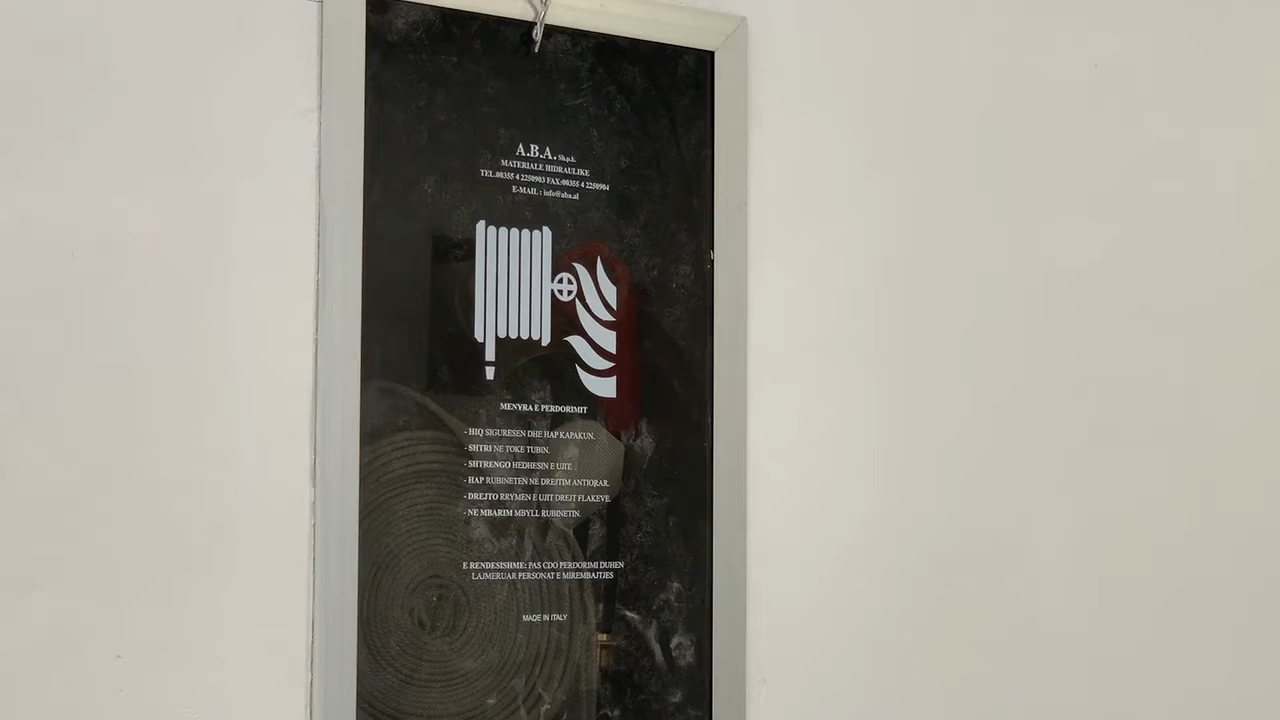 A.B.A. Sh.p.k.
MATERIALE HIDRAULIKE
TEL.00355 4 2250903 FAX:00355 4 2250904
E-MAIL : info@aba.al
MENYRA E PERDORIMIT
- HIQ SIGURESEN DHE HAP KAPAKUN.
- SHTRI NE TOKE TUBIN.
- SHTRENGO HEDHESIN E UJIT.
- HAP RUBINETEN NE DREJTIM ANTIORAR.
- DREJTO RRYMEN E UJIT DREJT FLAKEVE.
- NE MBARIM MBYLL RUBINETIN.
E RENDESISHME: PAS CDO PERDORIMI DUHEN
LAJMERUAR PERSONAT E MIREMBAJTJES
MADE IN ITALY